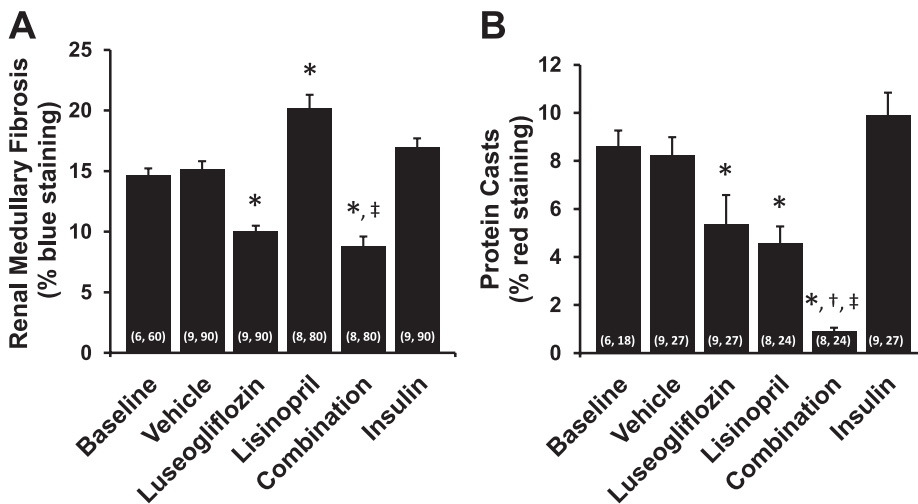 A
Renal Medullary Fibrosis
(% blue staining)
25
20
15
10
5
0
*
*
*, ‡
(6, 60)
(9, 90)
(9, 90)
(8, 80)
(8, 80)
(9, 90)
Baseline
Vehicle
Luseogliflozin
Lisinopril
Combination
Insulin
B
Protein Casts
(% red staining)
12
10
8
6
4
2
0
*
*
*, †, ‡
(6, 18)
(9, 27)
(9, 27)
(8, 24)
(8, 24)
(9, 27)
Baseline
Vehicle
Luseogliflozin
Lisinopril
Combination
Insulin